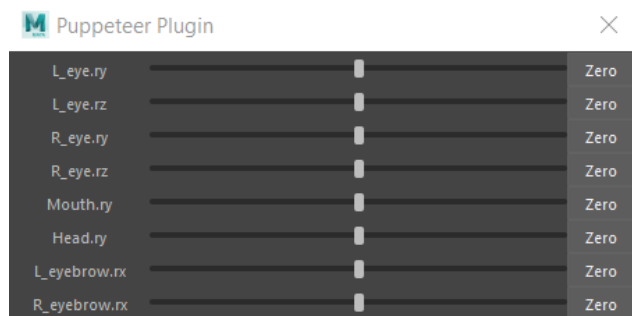 Puppeteer Plugin
L_eye.ry Zero
L_eye.rz Zero
R_eye.ry Zero
R_eye.rz Zero
Mouth.ry Zero
Head.ry Zero
L_eyebrow.rx Zero
R_eyebrow.rx Zero